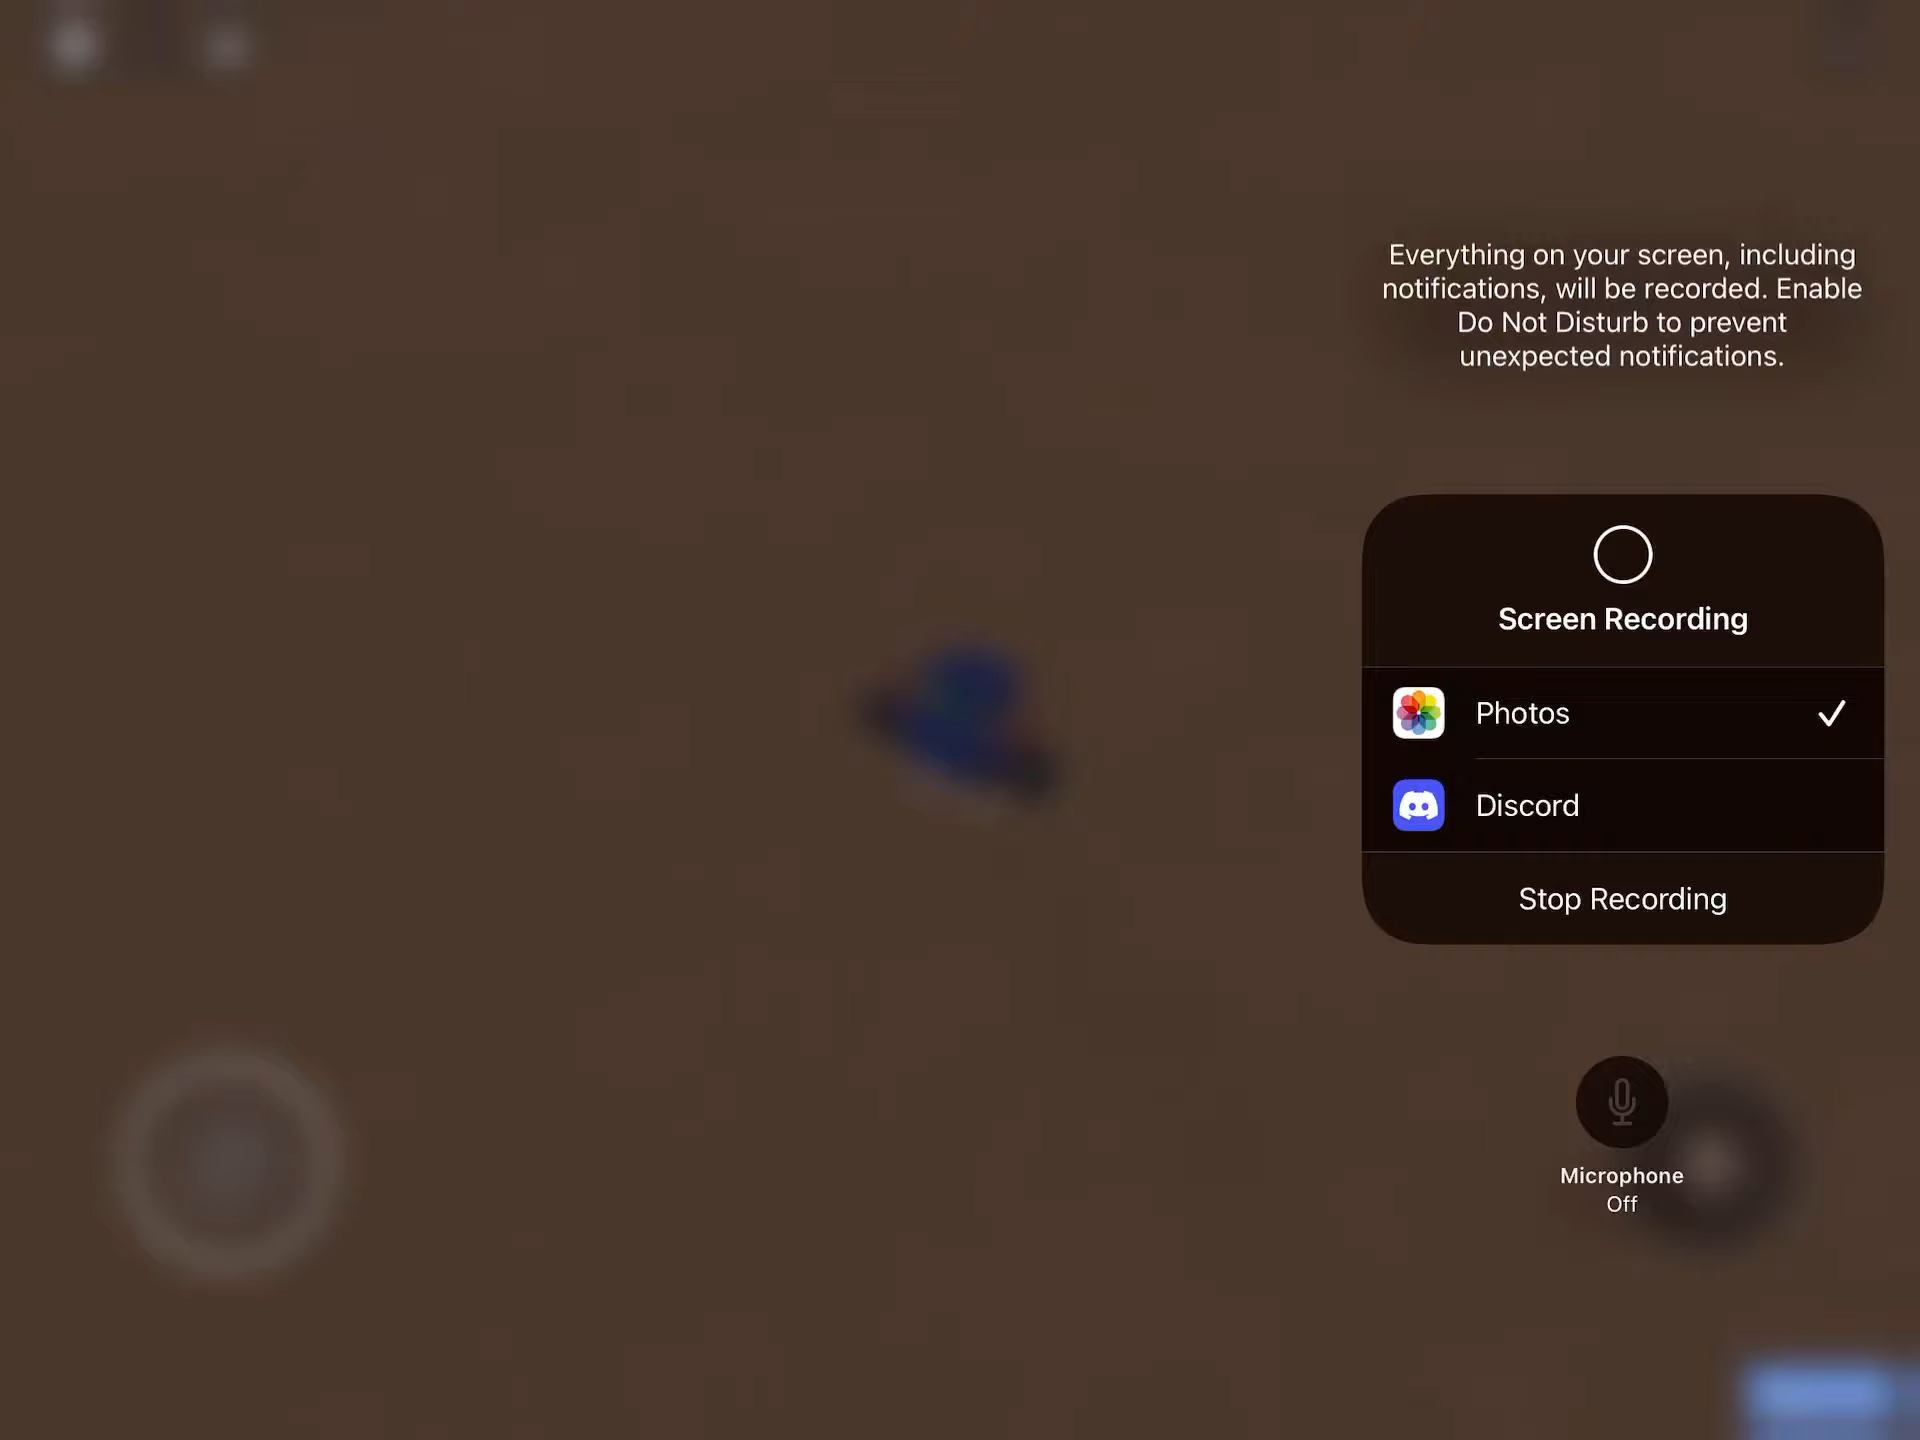 Everything on your screen, including
notifications, will be recorded. Enable
Do Not Disturb to prevent
unexpected notifications.
Screen Recording
Photos
Discord
Stop Recording
Microphone
Off